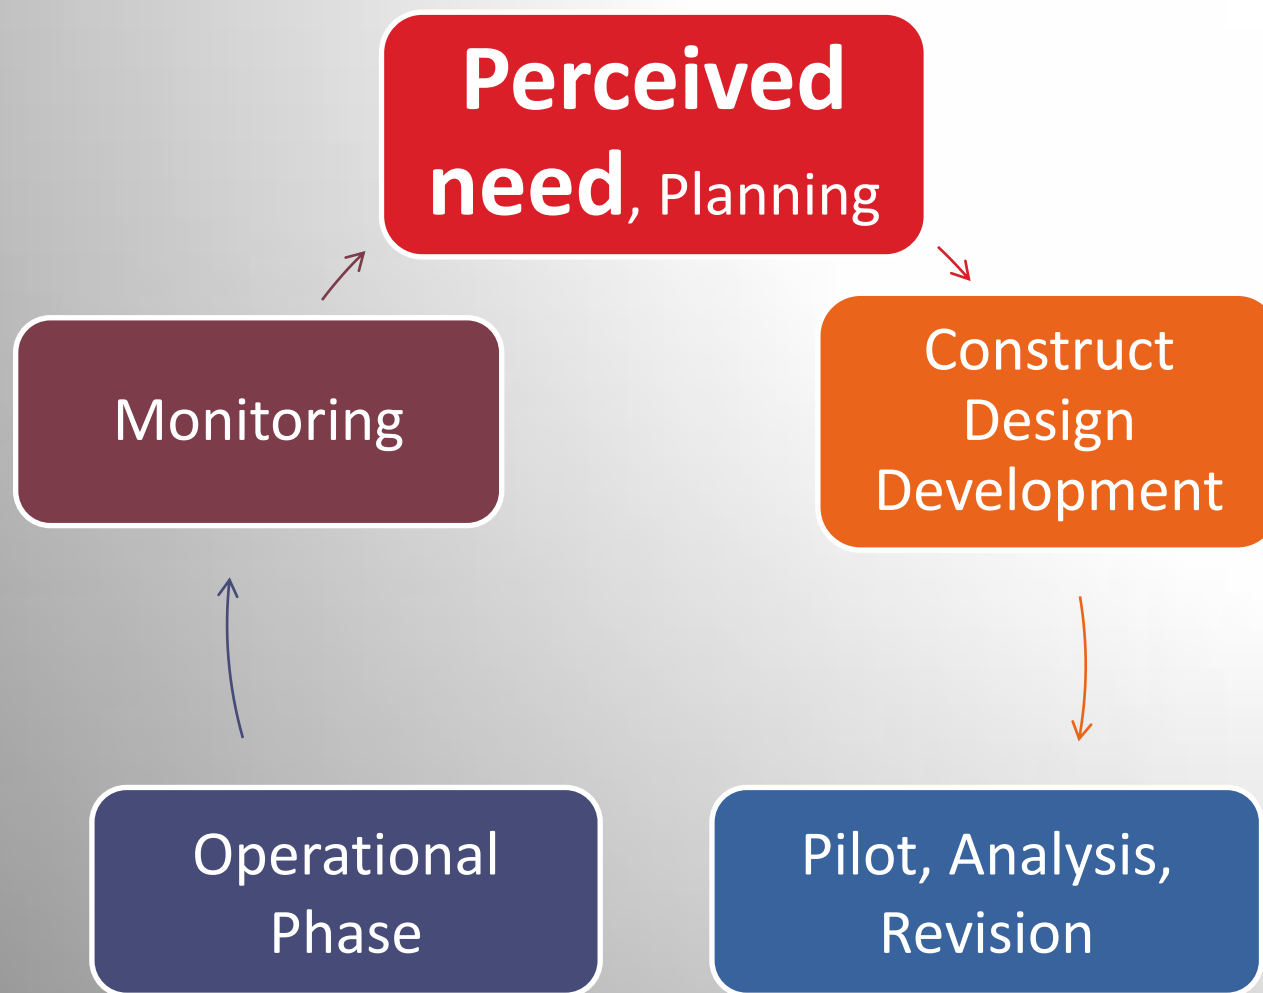 Perceived
need, Planning
Monitoring
Construct
Design
Development
Operational
Phase
Pilot, Analysis,
Revision